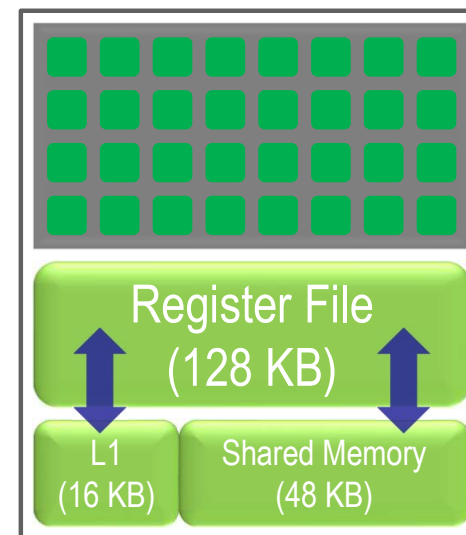 Register File
(128 KB)
L1
(16 KB)
Shared Memory
(48 KB)